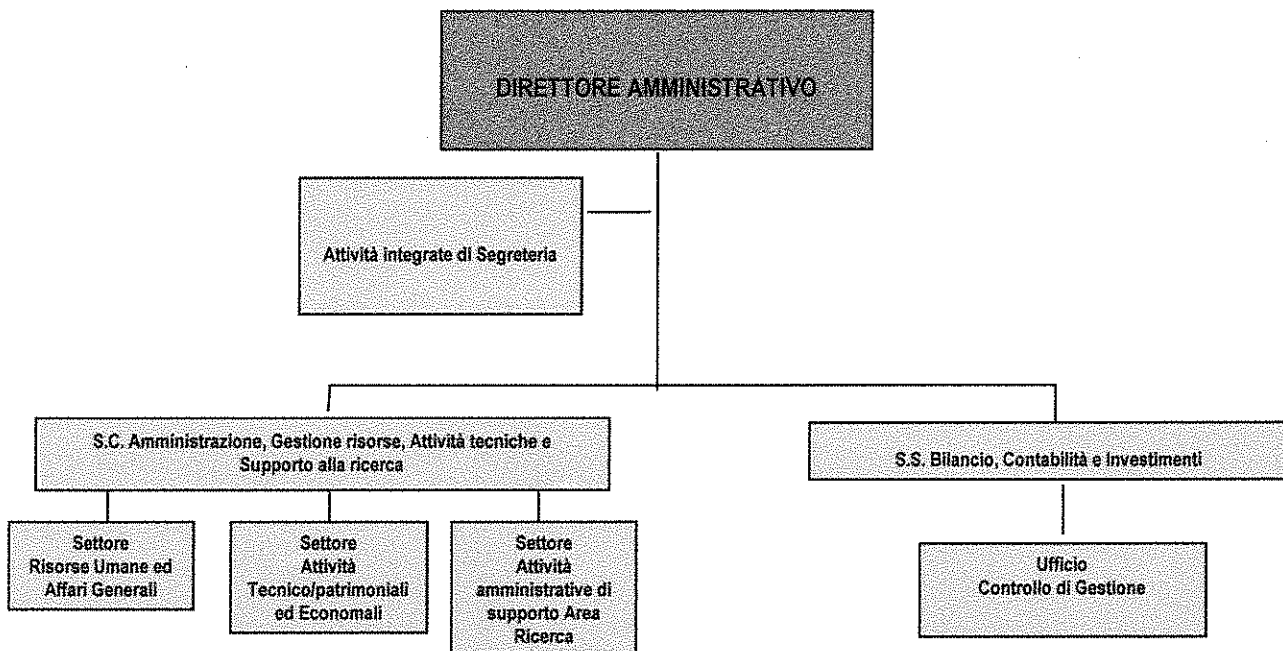 DIRETTORE AMMINISTRATIVO
Attività integrate di Segreteria
S.C. Amministrazione, Gestione risorse, Attività tecniche e
Supporto alla ricerca
S.S. Bilancio, Contabilità e Investimenti
Settore
Risorse Umane ed
Affari Generali
Settore
Attività
Tecnico/patrimoniali
ed Economali
Settore
Attività
amministrative di
supporto Area
Ricerca
Ufficio
Controllo di Gestione